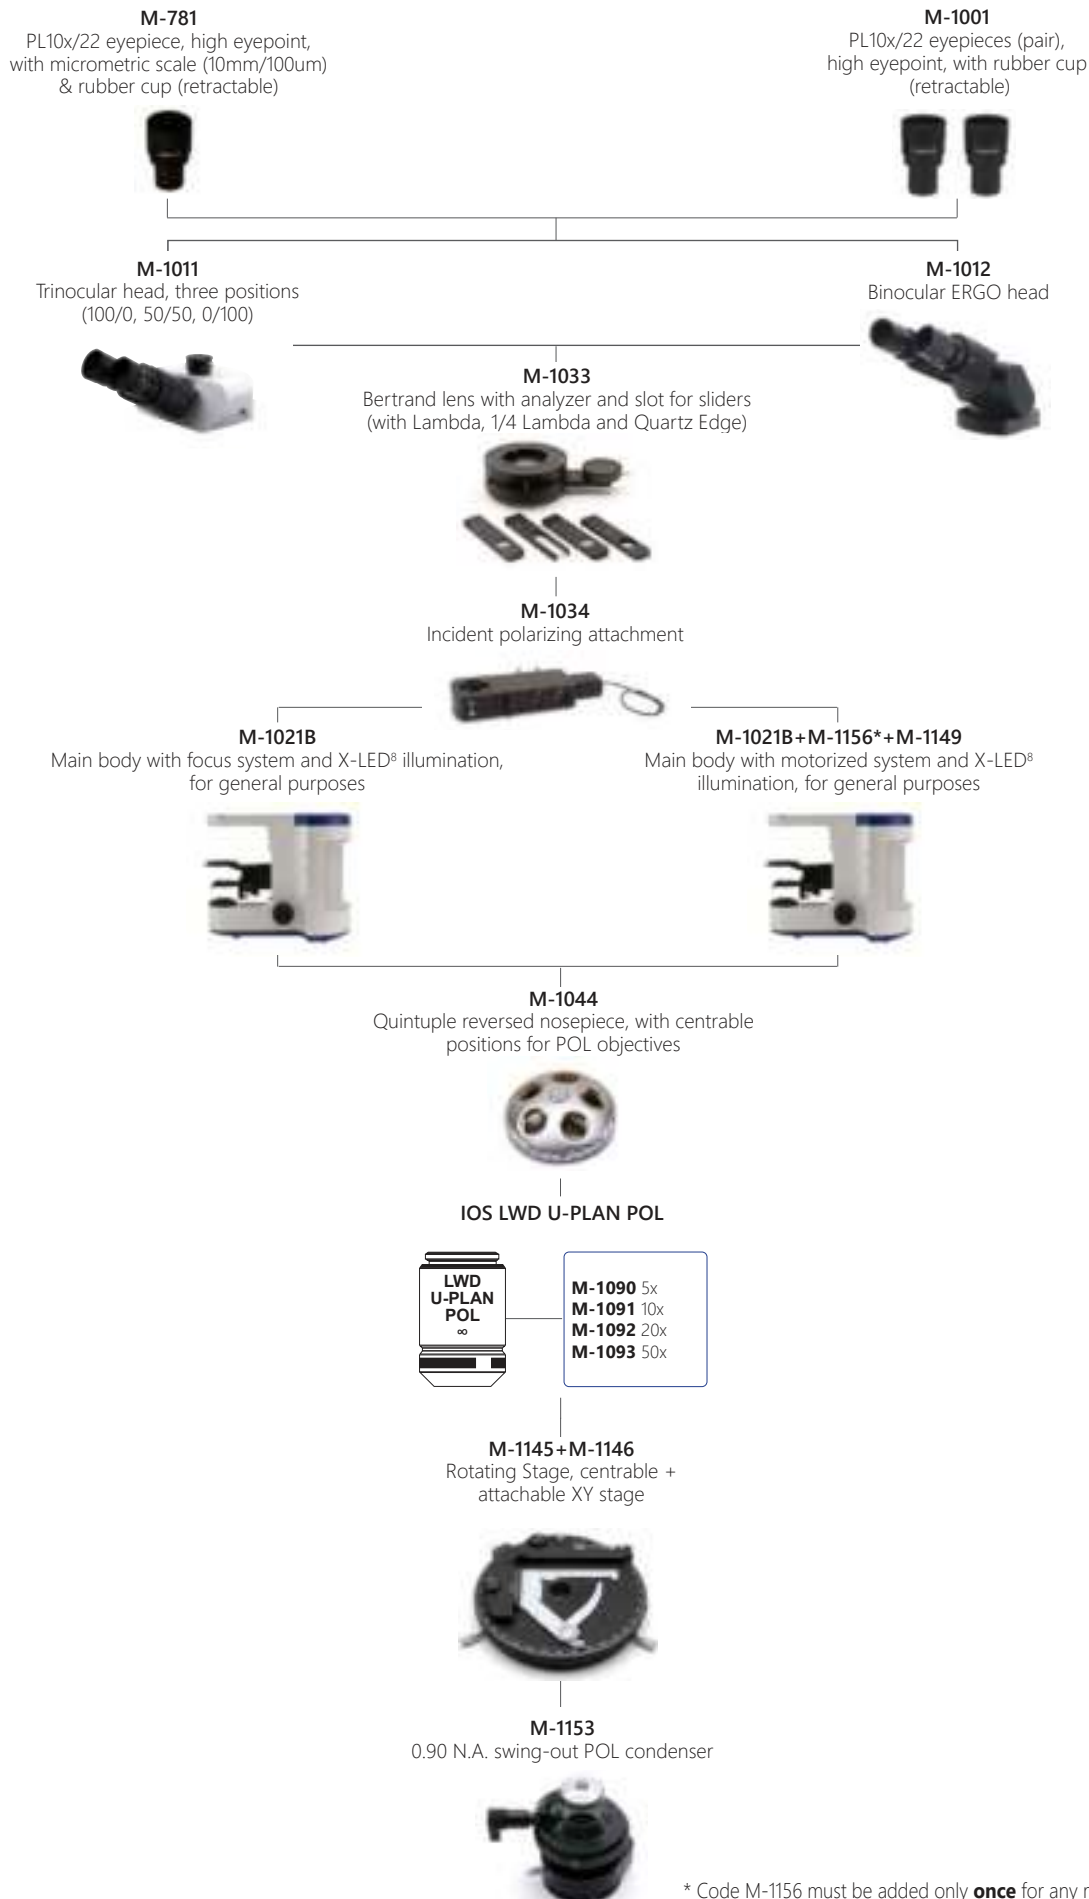 M-781
PL10x/22 eyepiece, high eyepoint,
with micrometric scale (10mm/100um)
& rubber cup (retractable)
M-1001
PL10x/22 eyepieces (pair),
high eyepoint, with rubber cup
(retractable)
M-1011
Trinocular head, three positions
(100/0, 50/50, 0/100)
M-1012
Binocular ERGO head
M-1033
Bertrand lens with analyzer and slot for sliders
(with Lambda, 1/4 Lambda and Quartz Edge)
M-1034
Incident polarizing attachment
M-1021B
Main body with focus system and X-LED⁸ illumination,
for general purposes
M-1021B+M-1156*+M-1149
Main body with motorized system and X-LED⁸
illumination, for general purposes
M-1044
Quintuple reversed nosepiece, with centrable
positions for POL objectives
IOS LWD U-PLAN POL
LWD
U-PLAN
POL
∞
M-1090 5x
M-1091 10x
M-1092 20x
M-1093 50x
M-1145+M-1146
Rotating Stage, centrable +
attachable XY stage
M-1153
0.90 N.A. swing-out POL condenser
* Code M-1156 must be added only once for any